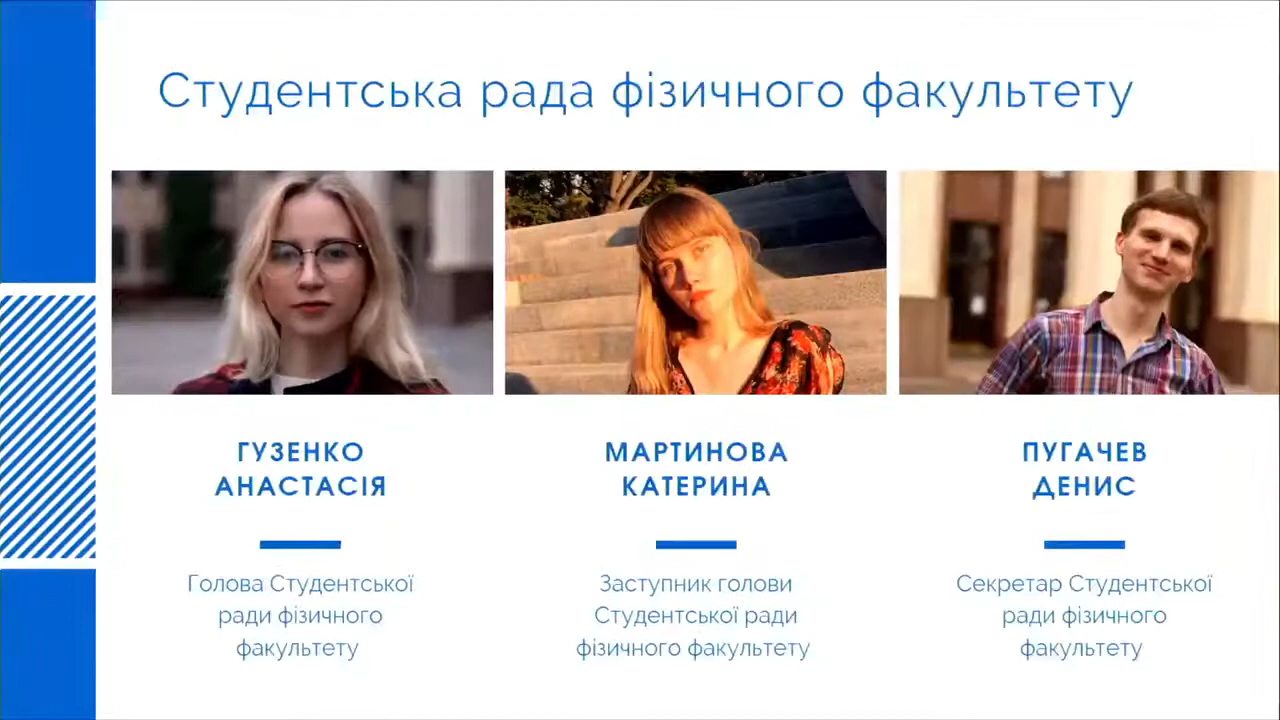 Студентська рада фізичного факультету
ГУЗЕНКО
АНАСТАСІЯ
Голова Студентської
ради фізичного
факультету
МАРТИНОВА
КАТЕРИНА
Заступник голови
Студентської ради
фізичного факультету
ПУГАЧЕВ
ДЕНИС
Секретар Студентської
ради фізичного
факультету